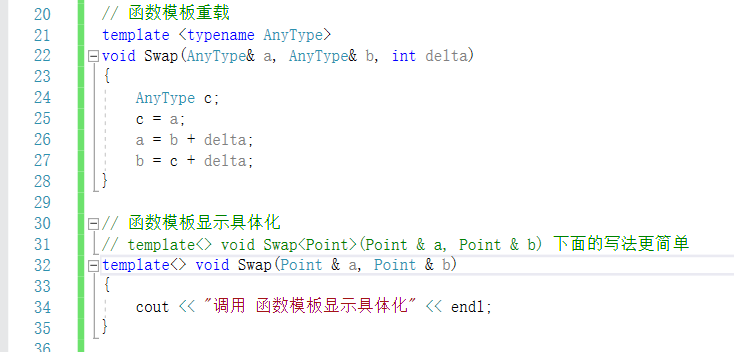 20 // 函数模板重载
21 template <typename AnyType>
22 void Swap(AnyType& a, AnyType& b, int delta)
23 {
24 AnyType c;
25 c = a;
26 a = b + delta;
27 b = c + delta;
28 }
29
30 // 函数模板显示具体化
31 // template<> void Swap<Point>(Point & a, Point & b) 下面的写法更简单
32 template<> void Swap(Point & a, Point & b)
33 {
34 cout << "调用 函数模板显示具体化" << endl;
35 }
36